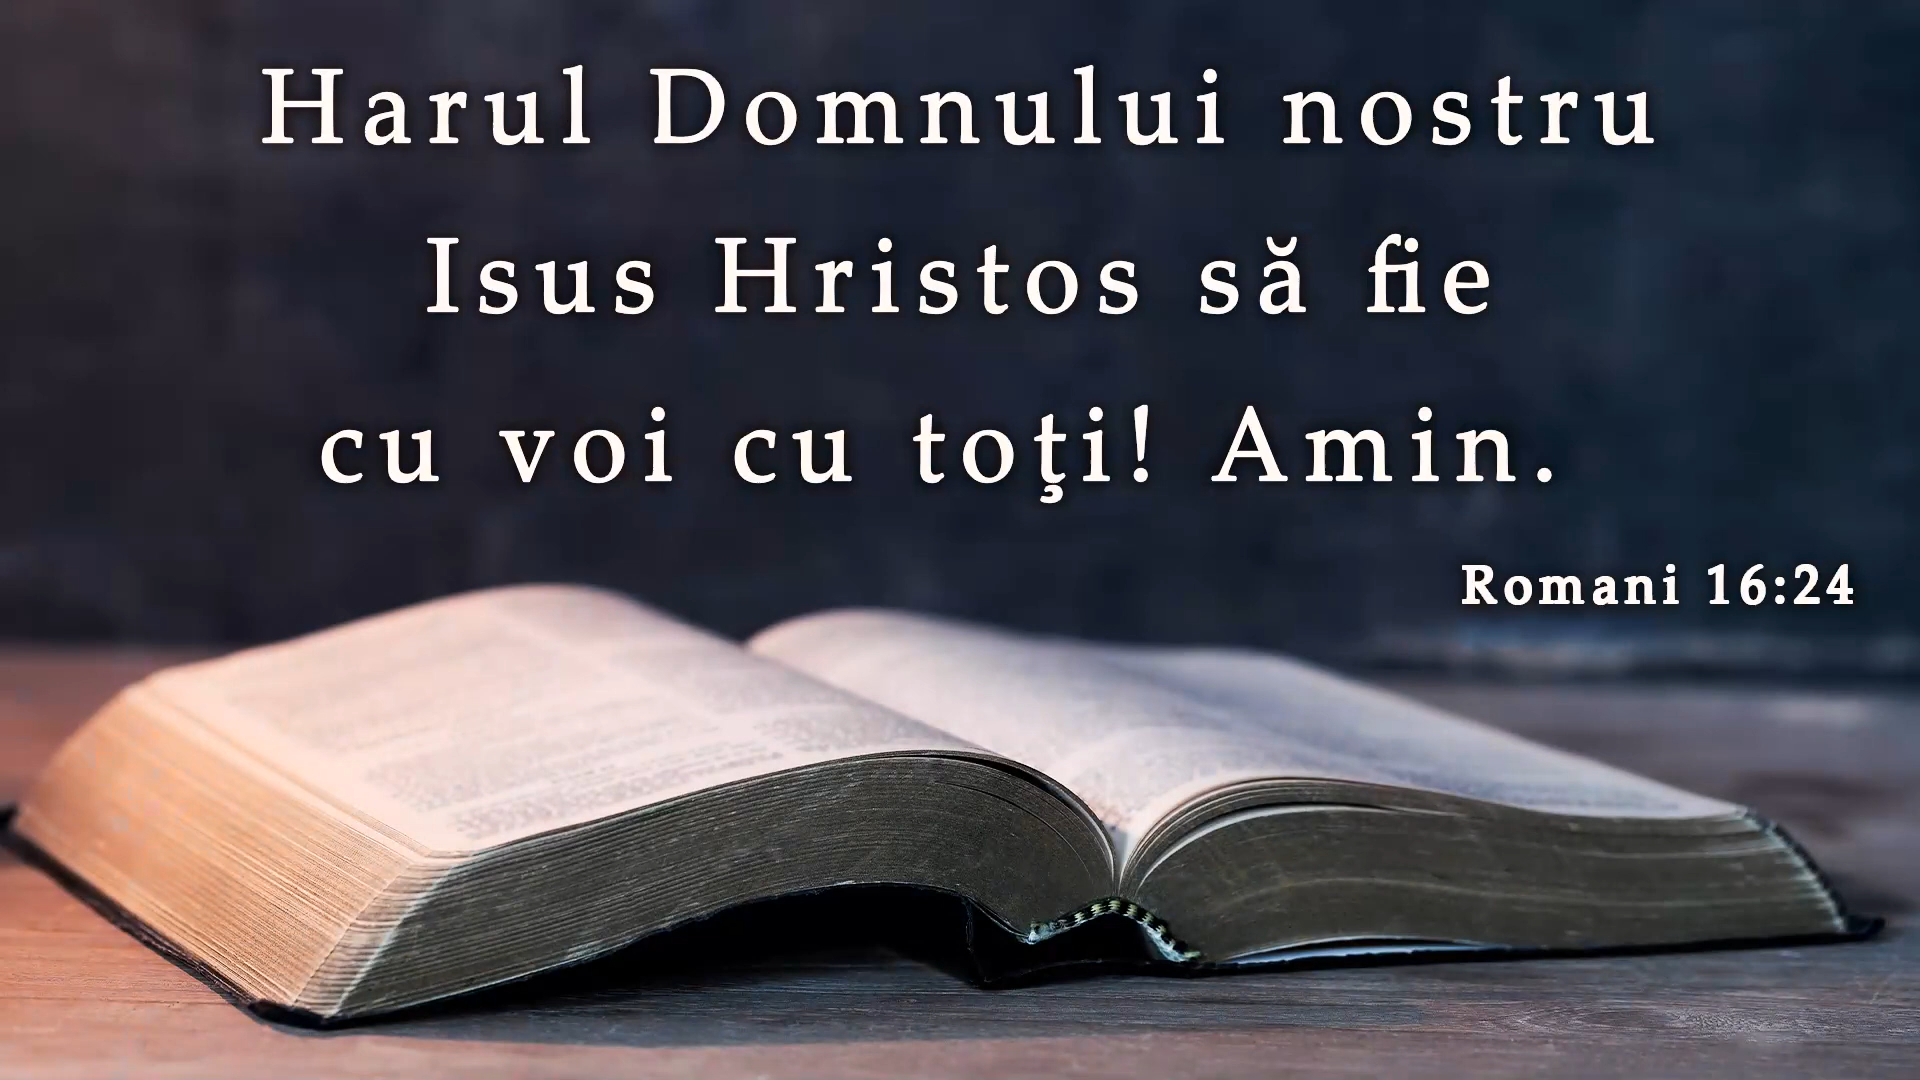 Harul Domnului nostru
Isus Hristos să fie
cu voi cu toţi! Amin.
Romani 16:24